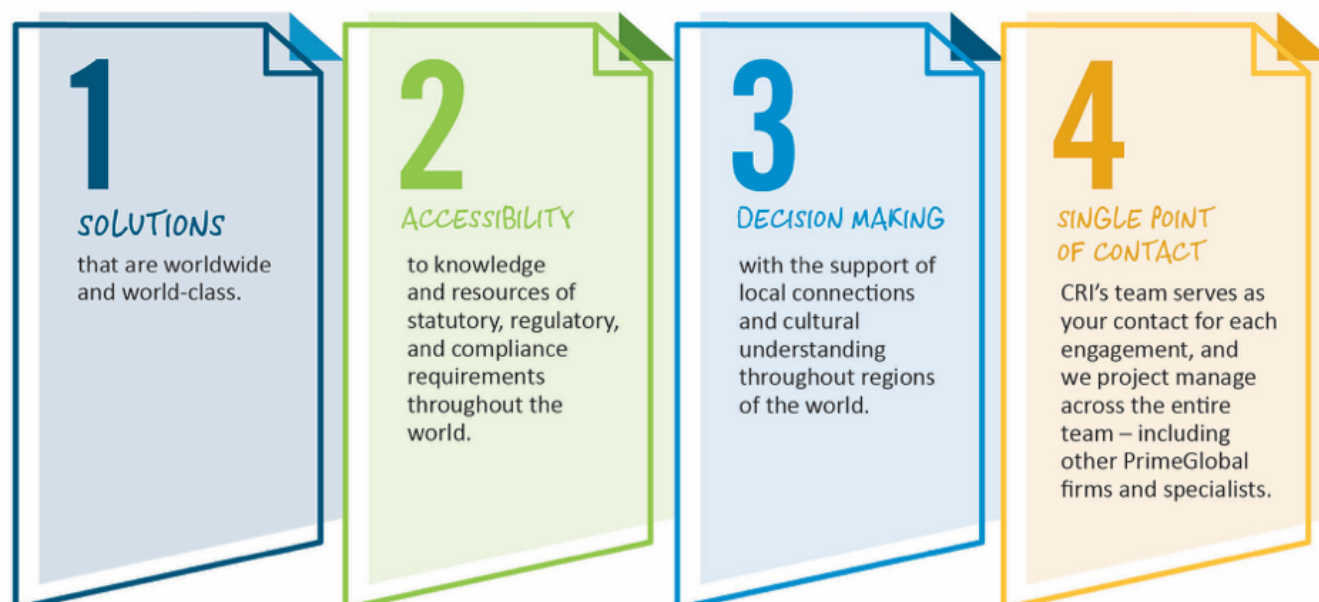 1
SOLUTIONS
that are worldwide
and world-class.
2
ACCESSIBILITY
to knowledge
and resources of
statutory, regulatory,
and compliance
requirements
throughout the
world.
3
DECISION MAKING
with the support of
local connections
and cultural
understanding
throughout regions
of the world.
4
SINGLE POINT
OF CONTACT
CRI's team serves as
your contact for each
engagement, and
we project manage
across the entire
team – including
other PrimeGlobal
firms and specialists.